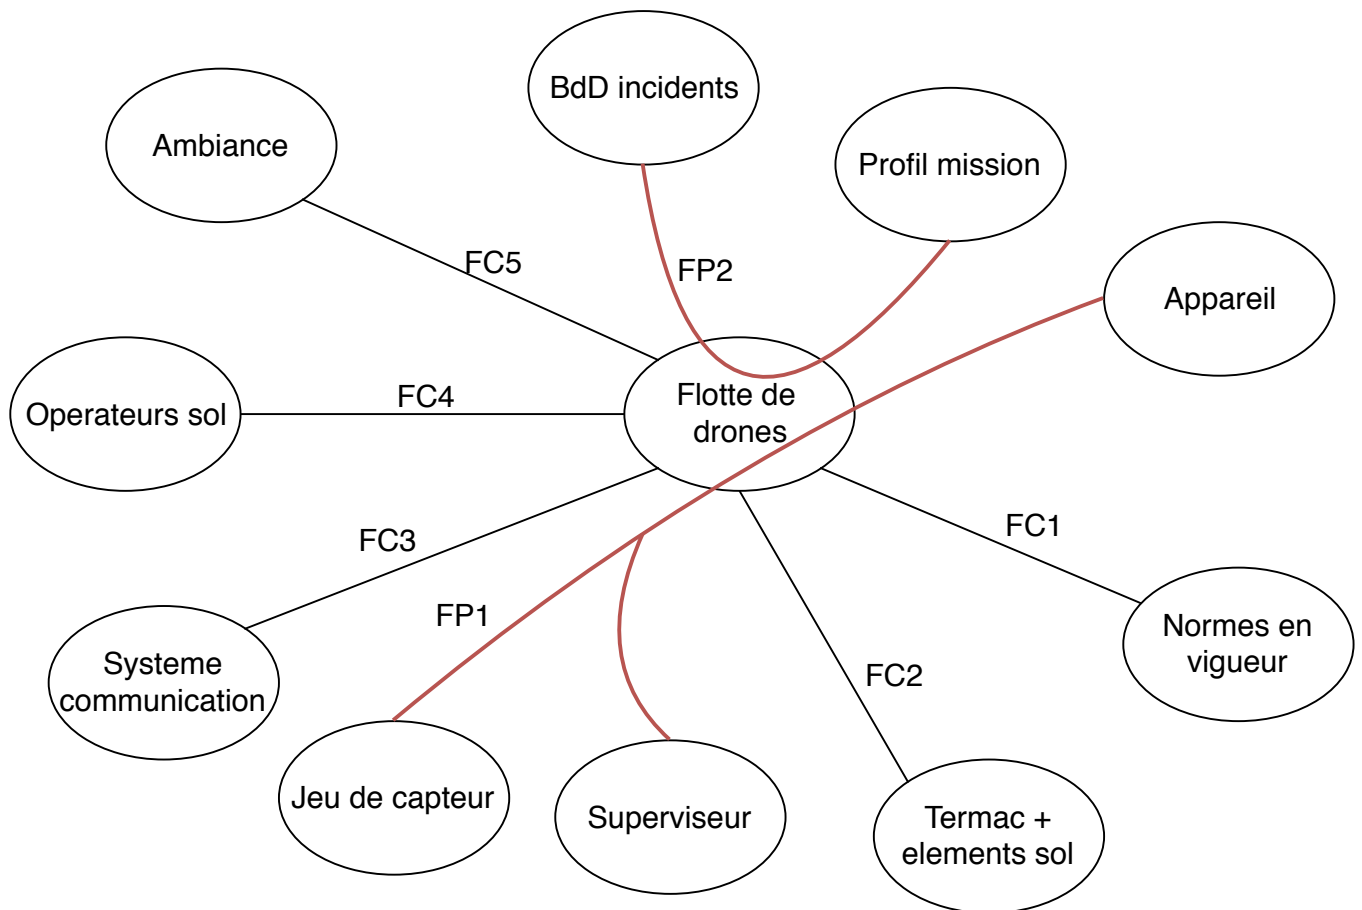 BdD incidents
Ambiance
Profil mission
FC5
FP2
Appareil
Operateurs sol
FC4
Flotte de
drones
FC3
FC1
FP1
Normes en
vigueur
Systeme
communication
FC2
Jeu de capteur
Superviseur
Termac +
elements sol